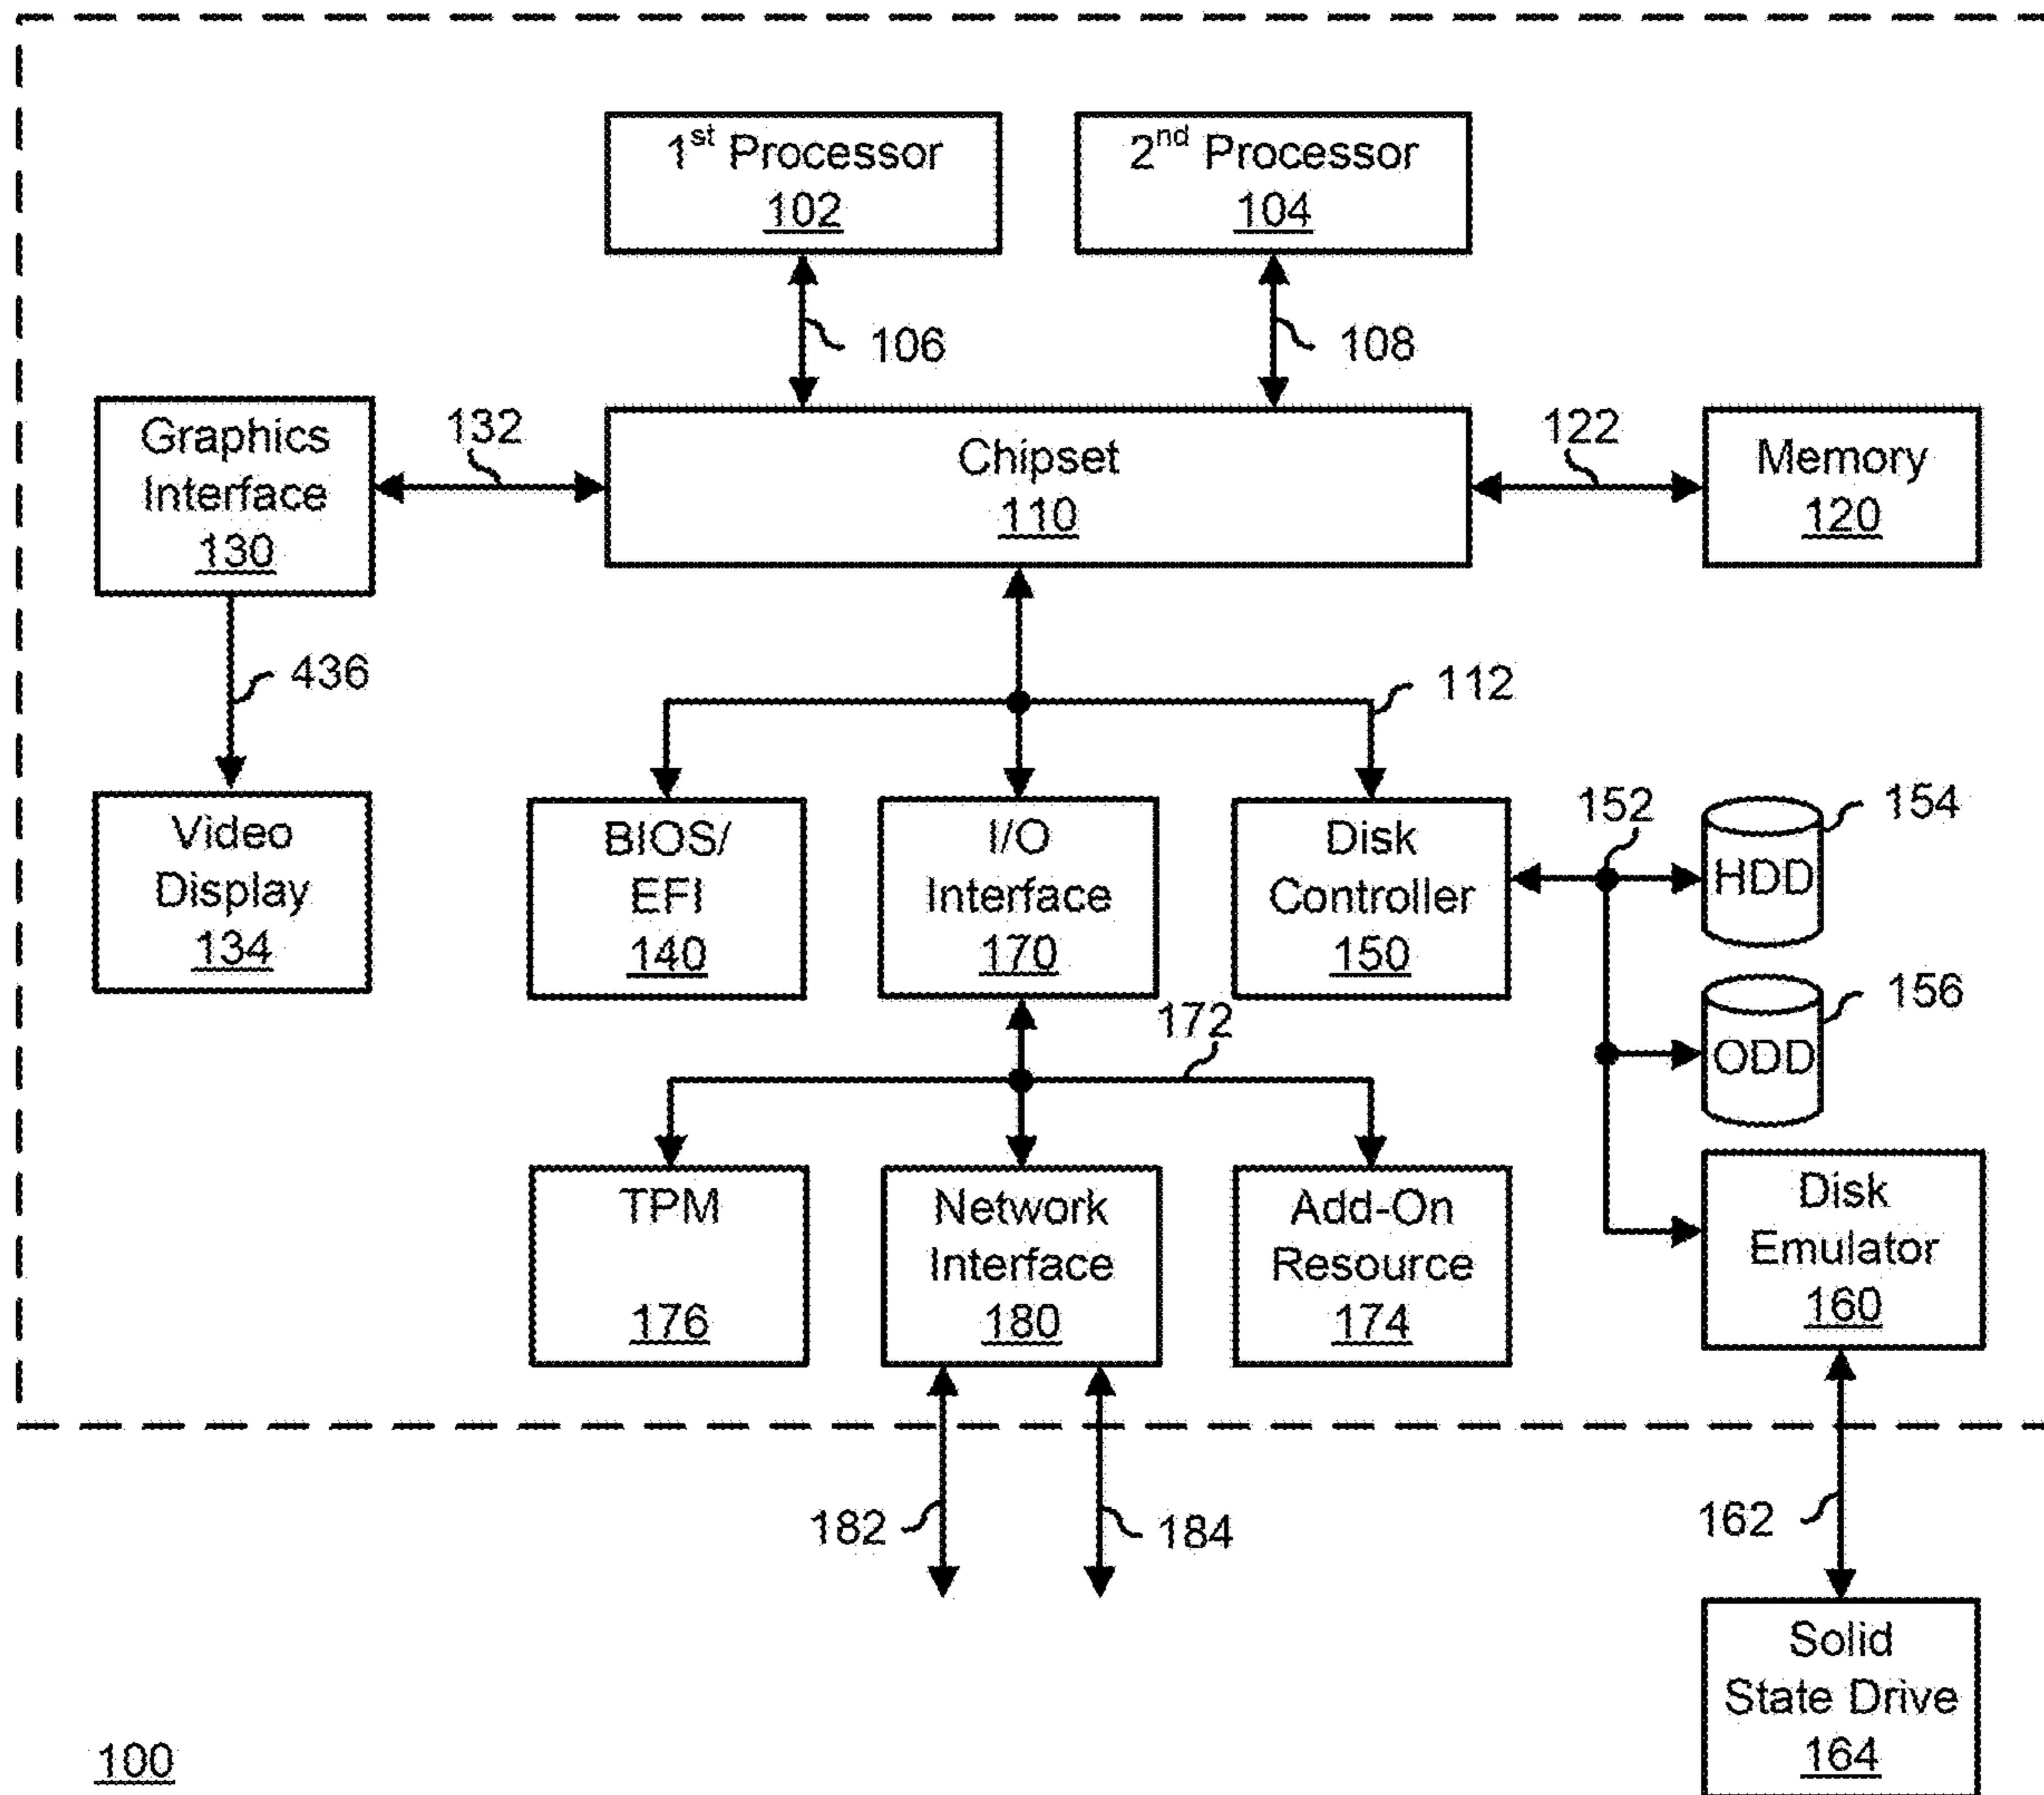 1st Processor
102
2nd Processor
104
106
108
Graphics
Interface
130
132
Chipset
110
122
Memory
120
436
112
Video
Display
134
BIOS/
EFI
140
I/O
Interface
170
Disk
Controller
150
152
154
HDD
156
ODD
172
TPM
176
Network
Interface
180
Add-On
Resource
174
Disk
Emulator
160
182
184
162
Solid
State Drive
164
100